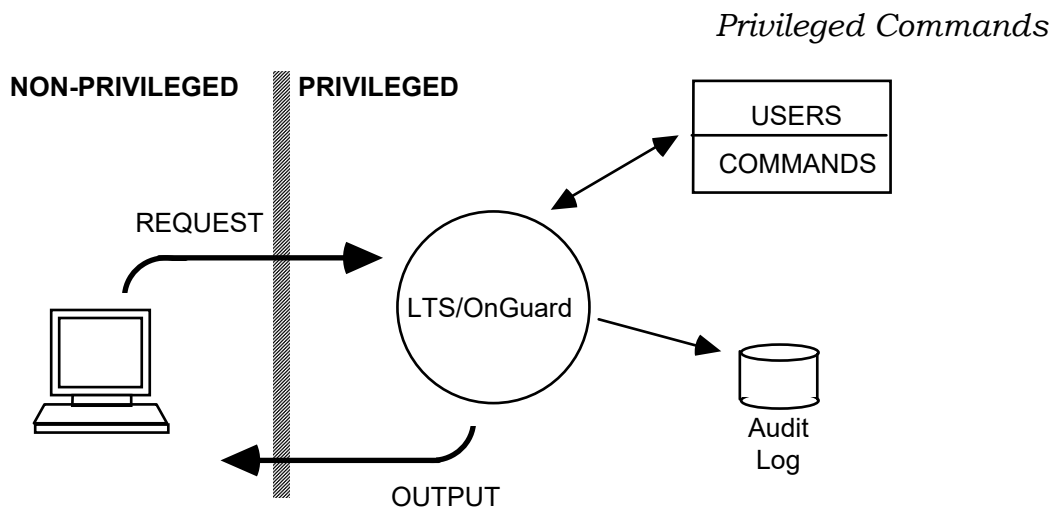 Privileged Commands
NON-PRIVILEGED
PRIVILEGED
USERS
COMMANDS
REQUEST
LTS/OnGuard
Audit
Log
OUTPUT